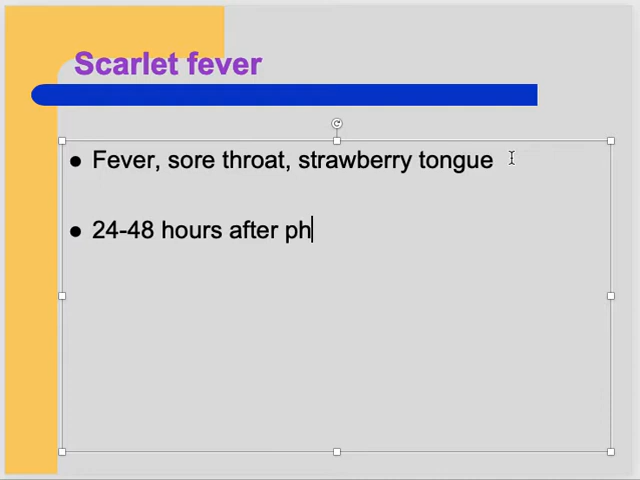 Scarlet fever
● Fever, sore throat, strawberry tongue
● 24-48 hours after ph